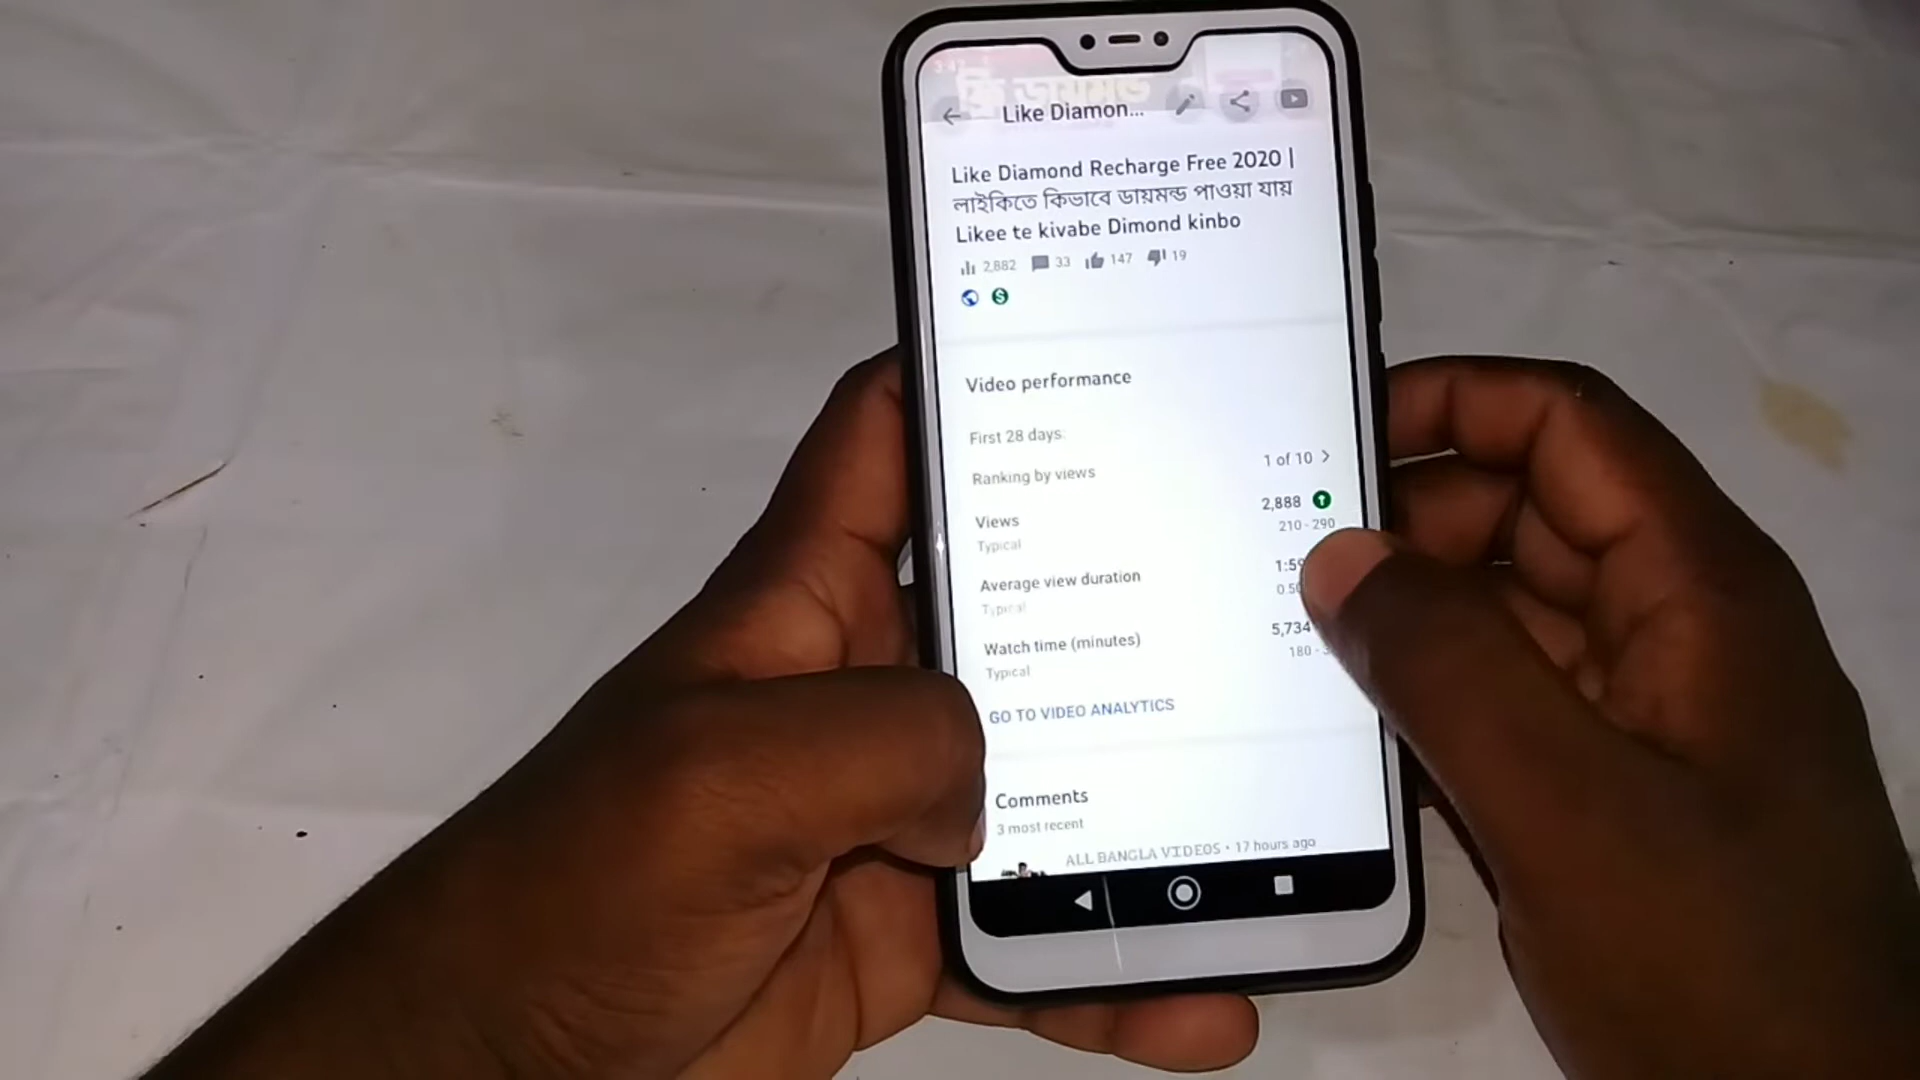 ফ্রি ডায়মন্ড
Like Diamon...
Like Diamond Recharge Free 2020 |
লাইকিতে কিভাবে ডায়মন্ড পাওয়া যায়
Likee te kivabe Dimond kinbo
2,882 33 147 19
Video performance
First 28 days:
Ranking by views 1 of 10
Views 2,888
Typical 210 - 290
Average view duration
Typical
Watch time (minutes) 5,734
Typical 180 -
GO TO VIDEO ANALYTICS
Comments
3 most recent
ALL BANGLA VIDEOS • 17 hours ago